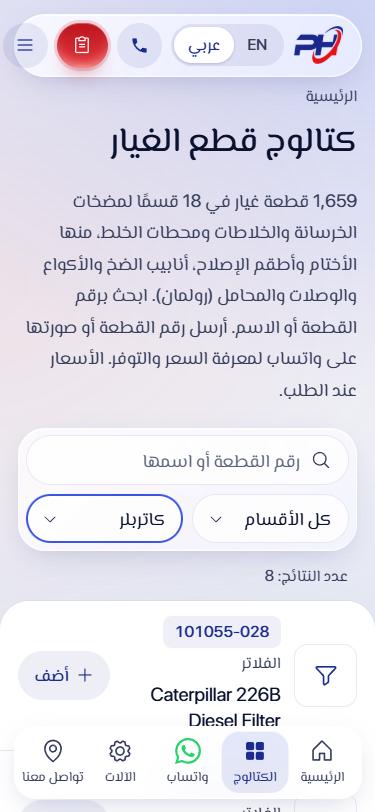 PH
EN
عربي
الرئيسية
كتالوج قطع الغيار
1,659 قطعة غيار في 18 قسمًا لمضخات
الخرسانة والخلاطات ومحطات الخلط، منها
الأختام وأطقم الإصلاح، أنابيب الضخ والأكواع
والوصلات والمحامل (رولمان). ابحث برقم
القطعة أو الاسم. أرسل رقم القطعة أو صورتها
على واتساب لمعرفة السعر والتوفر. الأسعار
عند الطلب.
رقم القطعة أو اسمها
كل الأقسام
كاتربلر
عدد النتائج: 8
101055-028
الفلاتر
Caterpillar 226B
Diesel Filter
أضف
الرئيسية
الكتالوج
واتساب
الآلات
تواصل معنا